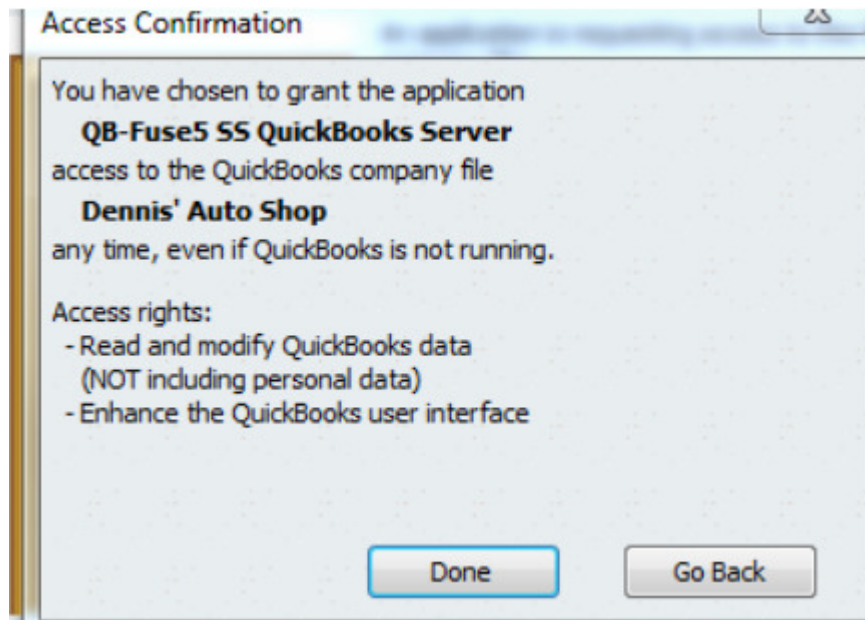 Access Confirmation
You have chosen to grant the application
QB-Fuse5 SS QuickBooks Server
access to the QuickBooks company file
Dennis' Auto Shop
any time, even if QuickBooks is not running.
Access rights:
- Read and modify QuickBooks data
(NOT including personal data)
- Enhance the QuickBooks user interface
Done
Go Back